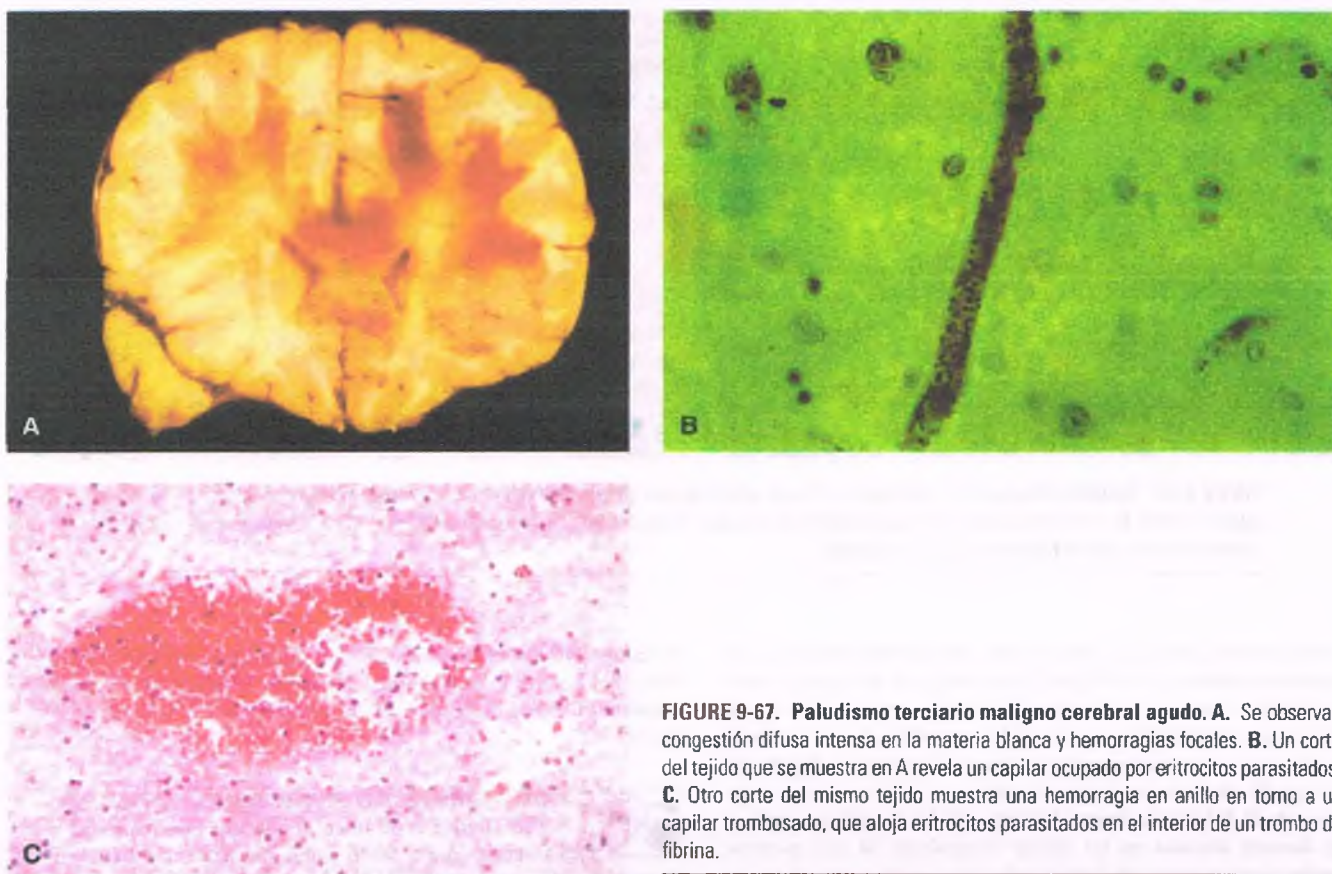 A
B
C
FIGURE 9-67. Paludismo terciario maligno cerebral agudo. A. Se observa
congestión difusa intensa en la materia blanca y hemorragias focales. B. Un cort
del tejido que se muestra en A revela un capilar ocupado por eritrocitos parasitados
C. Otro corte del mismo tejido muestra una hemorragia en anillo en torno a u
capilar trombosado, que aloja eritrocitos parasitados en el interior de un trombo d
fibrina.